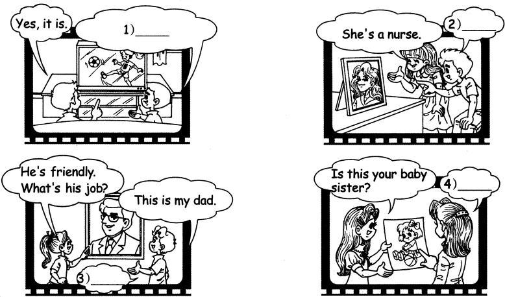 Yes, it is.
1)_____
She's a nurse.
2)____
He's friendly.
What's his job?
This is my dad.
3)____
Is this your baby
sister?
4)____